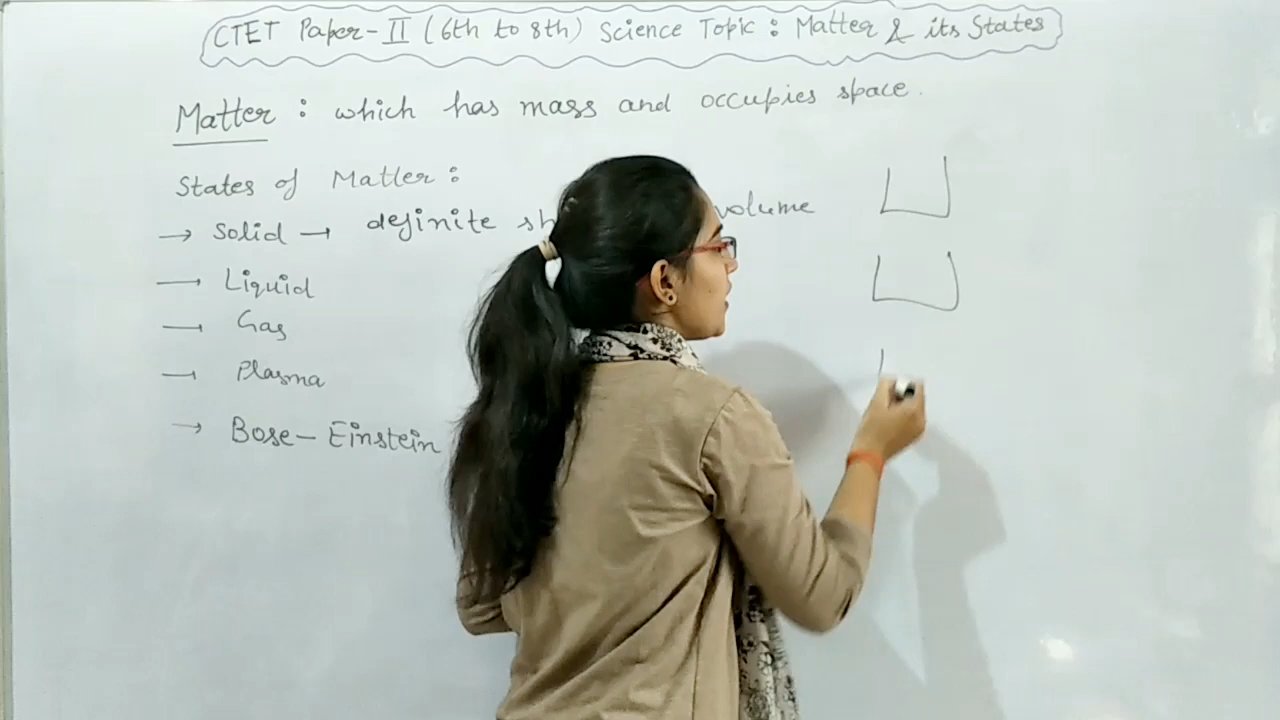 CTET Paper-II (6th to 8th) Science Topic : Matter & its States
Matter : which has mass and occupies space.
States of Matter :
→ Solid → definite sh volume
→ Liquid
→ Gas
→ Plasma
→ Bose-Einstein